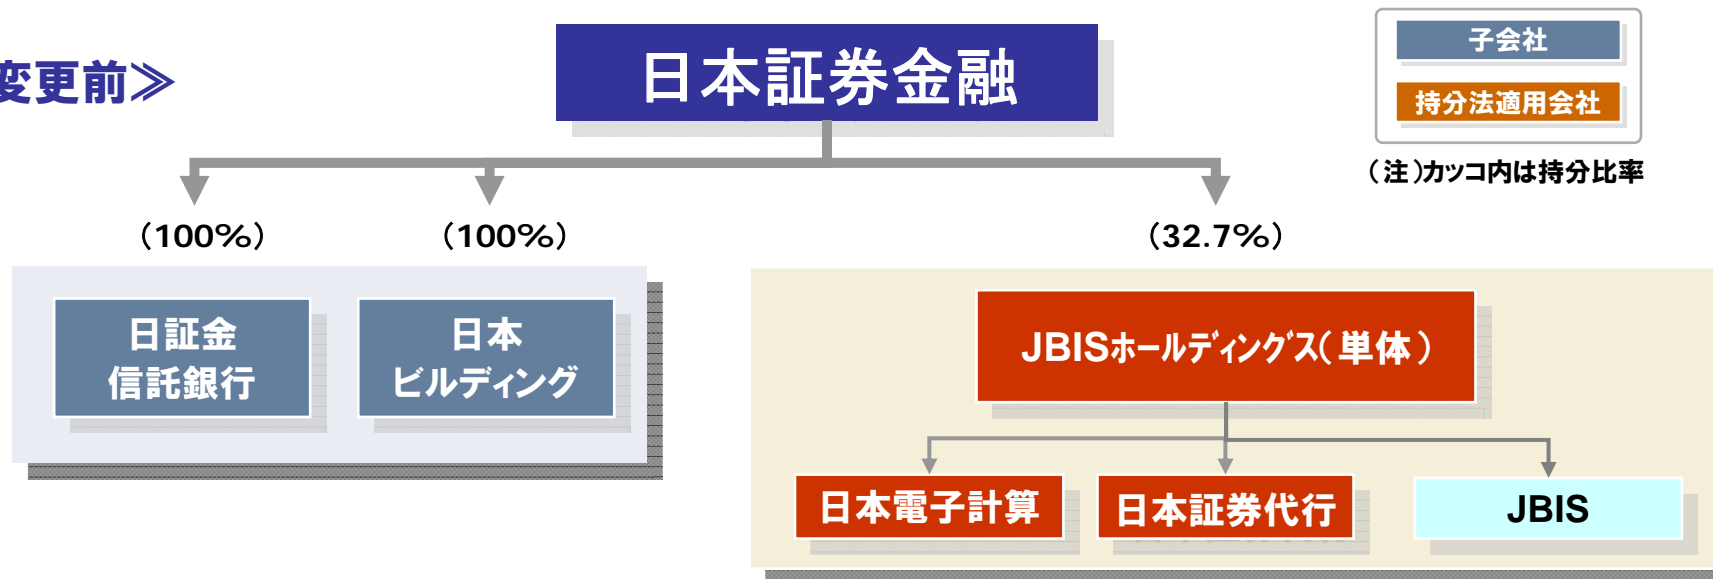 変更前≫
日本証券金融
子会社
持分法適用会社
(注)カッコ内は持分比率
(100%)
(100%)
(32.7%)
日証金
信託銀行
日本
ビルディング
JBISホールディングス(単体)
日本電子計算
日本証券代行
JBIS